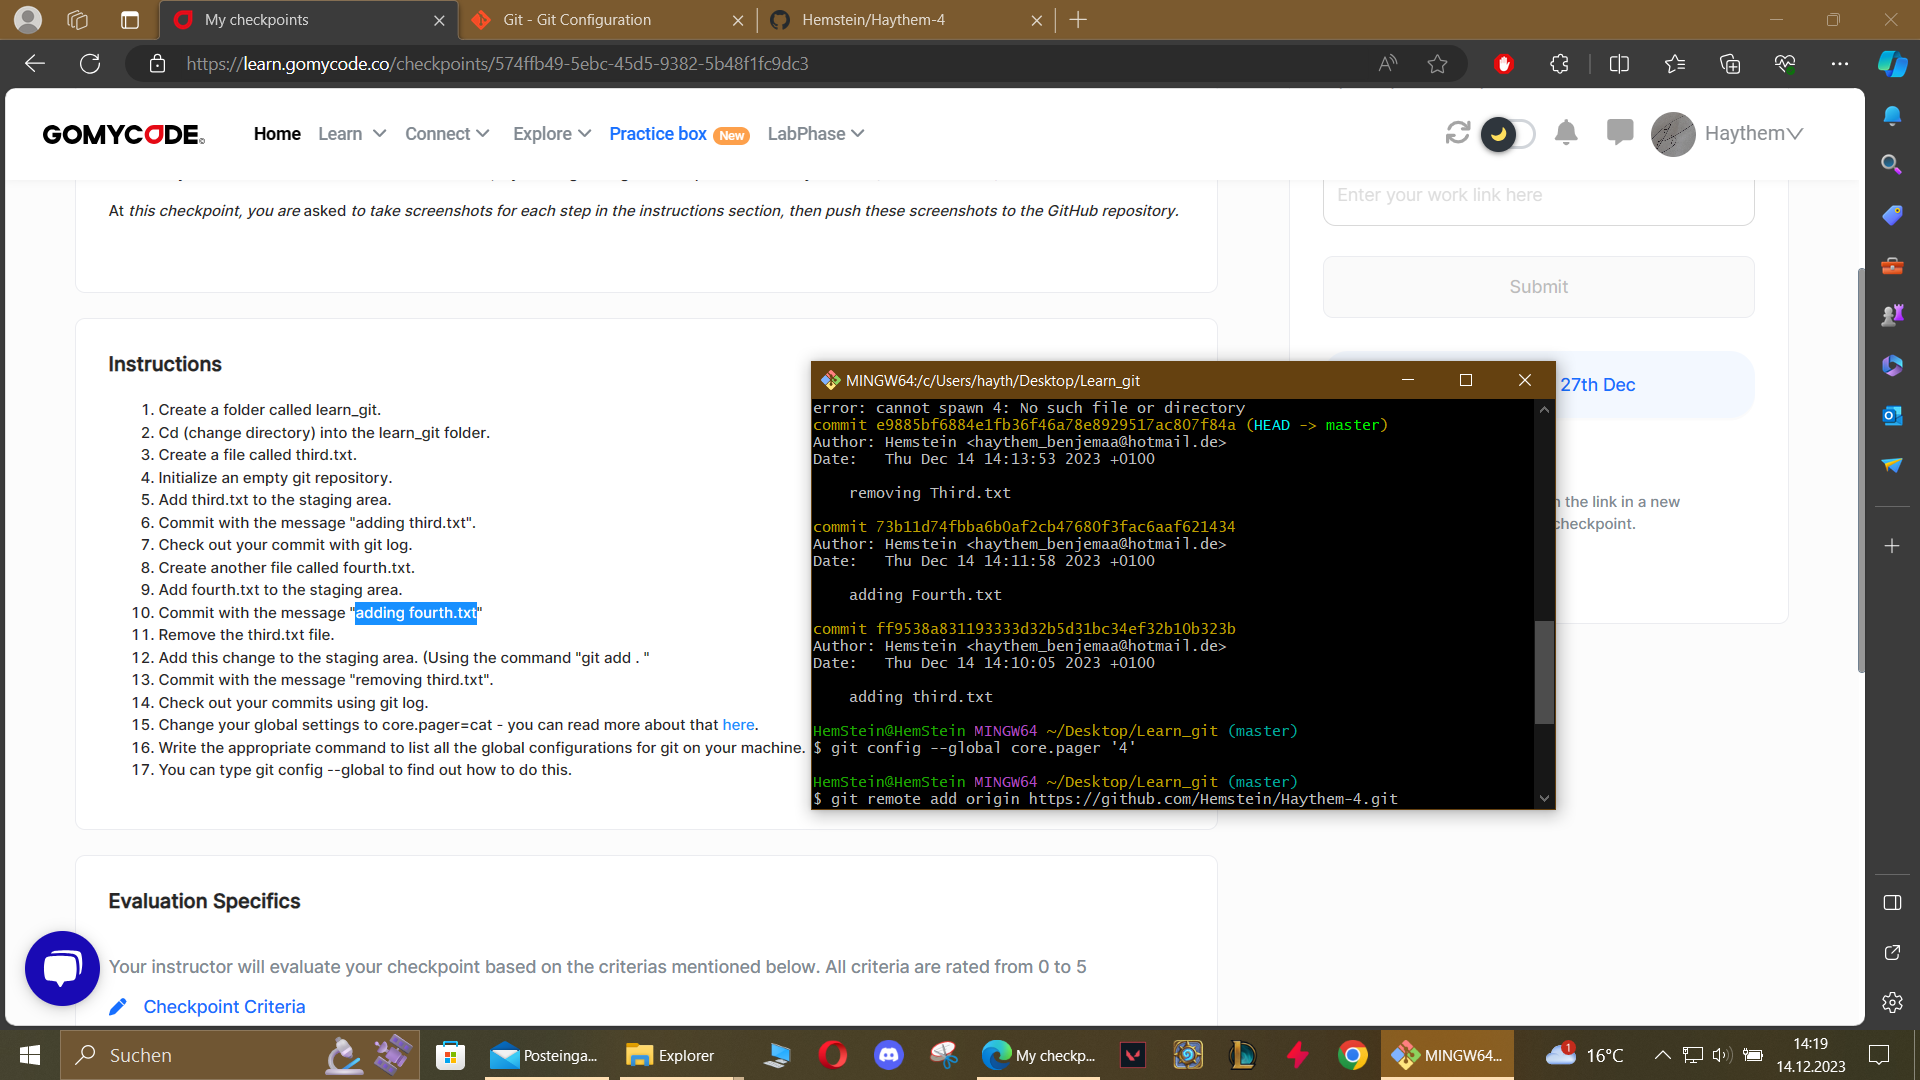 My checkpoints
Git - Git Configuration
Hemstein/Haythem-4
https://learn.gomycode.co/checkpoints/574ffb49-5ebc-45d5-9382-5b48f1fc9dc3
GOMYCODE
Home
Learn
Connect
Explore
Practice box New
LabPhase
Haythem
At this checkpoint, you are asked to take screenshots for each step in the instructions section, then push these screenshots to the GitHub repository.
Enter your work link here
Submit
27th Dec
the link in a new
checkpoint.
Instructions
1. Create a folder called learn_git.
2. Cd (change directory) into the learn_git folder.
3. Create a file called third.txt.
4. Initialize an empty git repository.
5. Add third.txt to the staging area.
6. Commit with the message "adding third.txt".
7. Check out your commit with git log.
8. Create another file called fourth.txt.
9. Add fourth.txt to the staging area.
10. Commit with the message "adding fourth.txt"
11. Remove the third.txt file.
12. Add this change to the staging area. (Using the command "git add . "
13. Commit with the message "removing third.txt".
14. Check out your commits using git log.
15. Change your global settings to core.pager=cat - you can read more about that here.
16. Write the appropriate command to list all the global configurations for git on your machine.
17. You can type git config --global to find out how to do this.
MINGW64:/c/Users/hayth/Desktop/Learn_git
error: cannot spawn 4: No such file or directory
commit e9885bf6884e1fb36f46a78e8929517ac807f84a (HEAD -> master)
Author: Hemstein <haythem_benjemaa@hotmail.de>
Date:   Thu Dec 14 14:13:53 2023 +0100
removing Third.txt
commit 73b11d74fbba6b0af2cb47680f3fac6aaf621434
Author: Hemstein <haythem_benjemaa@hotmail.de>
Date:   Thu Dec 14 14:11:58 2023 +0100
adding Fourth.txt
commit ff9538a831193333d32b5d31bc34ef32b10b323b
Author: Hemstein <haythem_benjemaa@hotmail.de>
Date:   Thu Dec 14 14:10:05 2023 +0100
adding third.txt
HemStein@HemStein MINGW64 ~/Desktop/Learn_git (master)
$ git config --global core.pager '4'
HemStein@HemStein MINGW64 ~/Desktop/Learn_git (master)
$ git remote add origin https://github.com/Hemstein/Haythem-4.git
Evaluation Specifics
Your instructor will evaluate your checkpoint based on the criterias mentioned below. All criteria are rated from 0 to 5
Checkpoint Criteria
Suchen
Posteinga...
Explorer
My checkp...
MINGW64...
1
16°C
14:19
14.12.2023